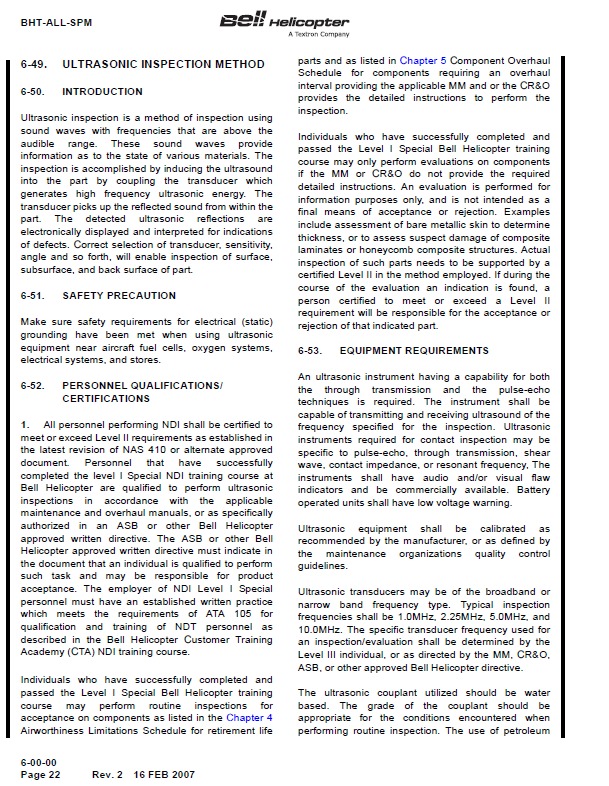 BHT-ALL-SPM
Bell Helicopter
A Textron Company
6-49. ULTRASONIC INSPECTION METHOD
6-50. INTRODUCTION
Ultrasonic inspection is a method of inspection using
sound waves with frequencies that are above the
audible range. These sound waves provide
information as to the state of various materials. The
inspection is accomplished by inducing the ultrasound
into the part by coupling the transducer which
generates high frequency ultrasonic energy. The
transducer picks up the reflected sound from within the
part. The detected ultrasonic reflections are
electronically displayed and interpreted for indications
of defects. Correct selection of transducer, sensitivity,
angle and so forth, will enable inspection of surface,
subsurface, and back surface of part.
6-51. SAFETY PRECAUTION
Make sure safety requirements for electrical (static)
grounding have been met when using ultrasonic
equipment near aircraft fuel cells, oxygen systems,
electrical systems, and stores.
6-52. PERSONNEL QUALIFICATIONS/
CERTIFICATIONS
1. All personnel performing NDI shall be certified to
meet or exceed Level II requirements as established in
the latest revision of NAS 410 or alternate approved
document. Personnel that have successfully
completed the level I Special NDI training course at
Bell Helicopter are qualified to perform ultrasonic
inspections in accordance with the applicable
maintenance and overhaul manuals, or as specifically
authorized in an ASB or other Bell Helicopter
approved written directive. The ASB or other Bell
Helicopter approved written directive must indicate in
the document that an individual is qualified to perform
such task and may be responsible for product
acceptance. The employer of NDI Level I Special
personnel must have an established written practice
which meets the requirements of ATA 105 for
qualification and training of NDT personnel as
described in the Bell Helicopter Customer Training
Academy (CTA) NDI training course.
Individuals who have successfully completed and
passed the Level I Special Bell Helicopter training
course may perform routine inspections for
acceptance on components as listed in the Chapter 4
Airworthiness Limitations Schedule for retirement life
parts and as listed in Chapter 5 Component Overhaul
Schedule for components requiring an overhaul
interval providing the applicable MM and or the CR&O
provides the detailed instructions to perform the
inspection.
Individuals who have successfully completed and
passed the Level I Special Bell Helicopter training
course may only perform evaluations on components
if the MM or CR&O do not provide the required
detailed instructions. An evaluation is performed for
information purposes only, and is not intended as a
final means of acceptance or rejection. Examples
include assessment of bare metallic skin to determine
thickness, or to assess suspect damage of composite
laminates or honeycomb composite structures. Actual
inspection of such parts needs to be supported by a
certified Level II in the method employed. If during the
course of the evaluation an indication is found, a
person certified to meet or exceed a Level II
requirement will be responsible for the acceptance or
rejection of that indicated part.
6-53. EQUIPMENT REQUIREMENTS
An ultrasonic instrument having a capability for both
the through transmission and the pulse-echo
techniques is required. The instrument shall be
capable of transmitting and receiving ultrasound of the
frequency specified for the inspection. Ultrasonic
instruments required for contact inspection may be
specific to pulse-echo, through transmission, shear
wave, contact impedance, or resonant frequency, The
instruments shall have audio and/or visual flaw
indicators and be commercially available. Battery
operated units shall have low voltage warning.
Ultrasonic equipment shall be calibrated as
recommended by the manufacturer, or as defined by
the maintenance organizations quality control
guidelines.
Ultrasonic transducers may be of the broadband or
narrow band frequency type. Typical inspection
frequencies shall be 1.0MHz, 2.25MHz, 5.0MHz, and
10.0MHz. The specific transducer frequency used for
an inspection/evaluation shall be determined by the
Level III individual, or as directed by the MM, CR&O,
ASB, or other approved Bell Helicopter directive.
The ultrasonic couplant utilized should be water
based. The grade of the couplant should be
appropriate for the conditions encountered when
performing routine inspection. The use of petroleum
6-00-00
Page 22 Rev. 2 16 FEB 2007